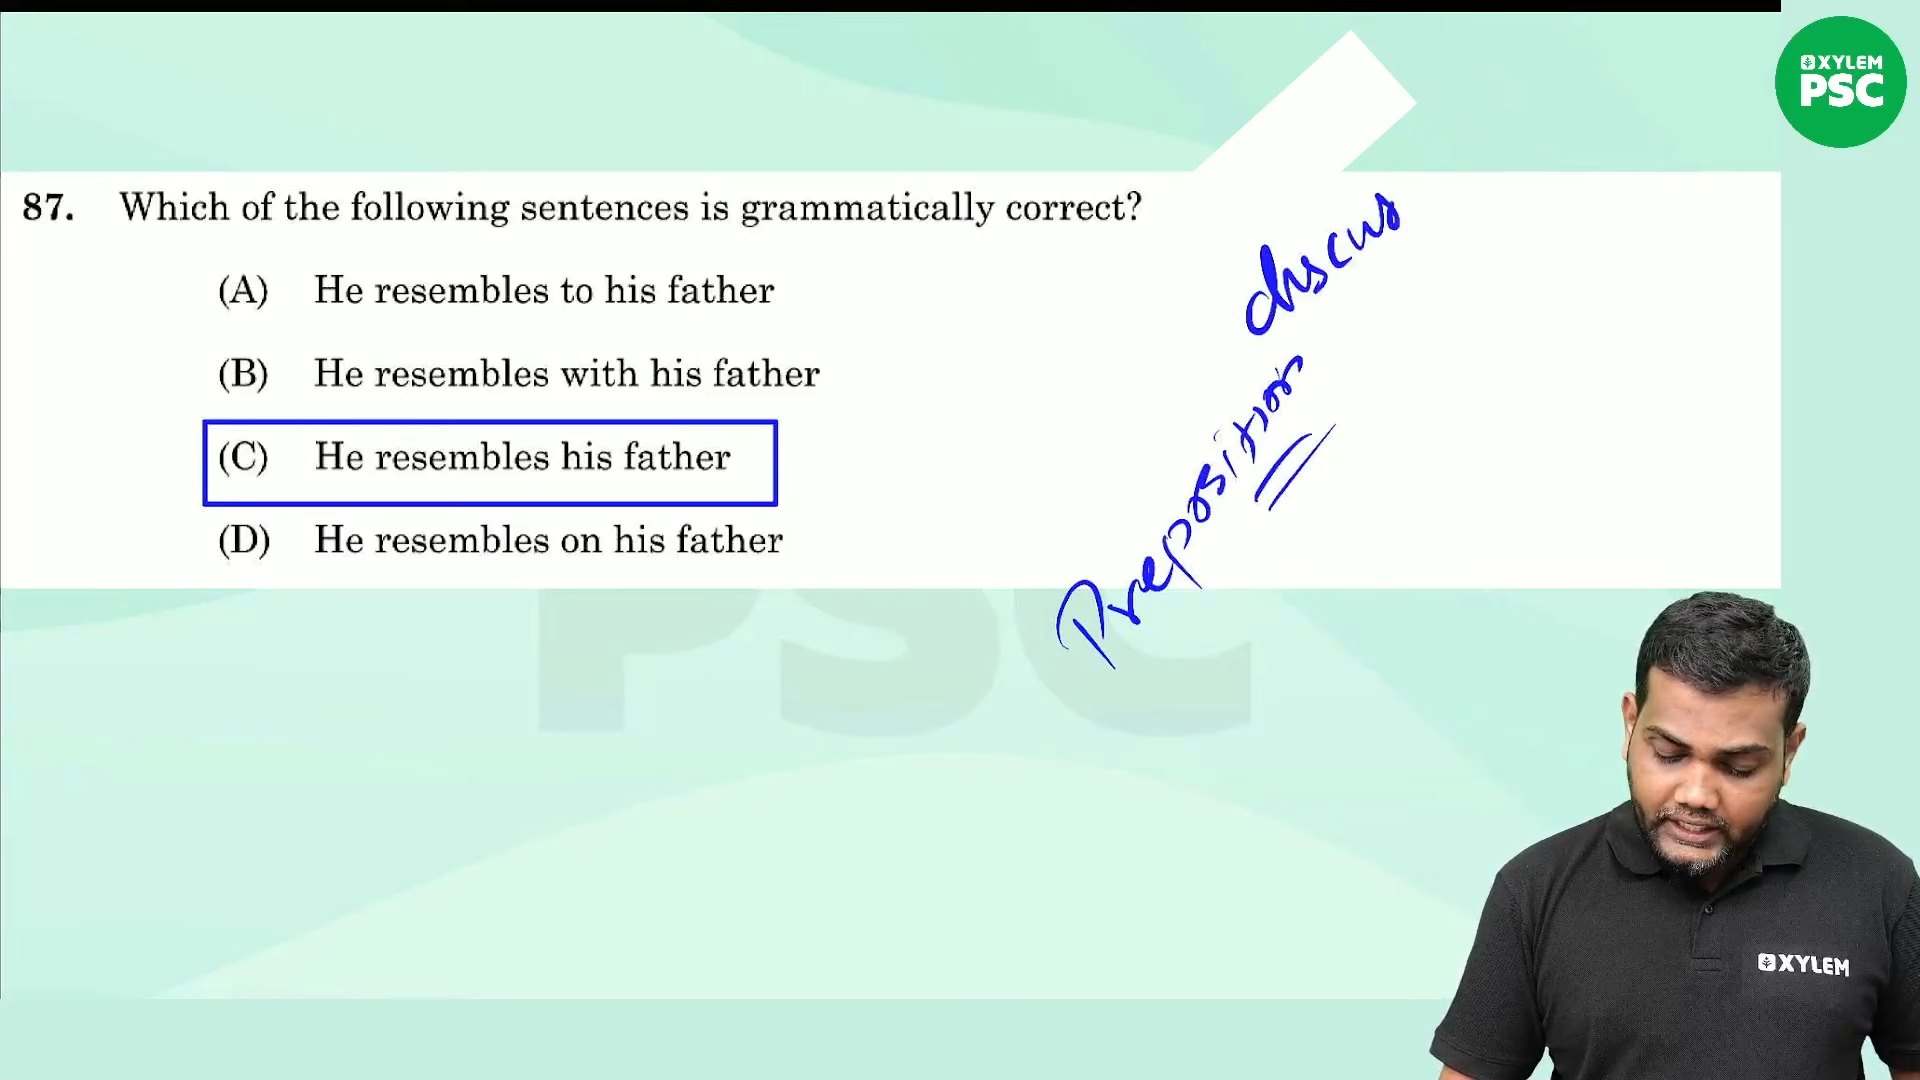 XYLEM
PSC
87. Which of the following sentences is grammatically correct?
(A) He resembles to his father
(B) He resembles with his father
(C) He resembles his father
(D) He resembles on his father
discus
Preposition
PSC
XYLEM